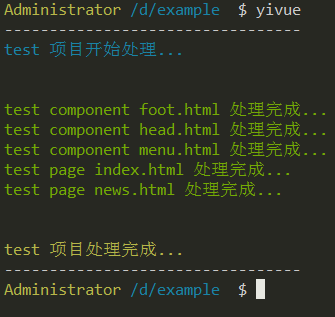 Administrator /d/example $ yivue
---------------------------------
test 项目开始处理...
test component foot.html 处理完成...
test component head.html 处理完成...
test component menu.html 处理完成...
test page index.html 处理完成...
test page news.html 处理完成...
test 项目处理完成...
---------------------------------
Administrator /d/example $